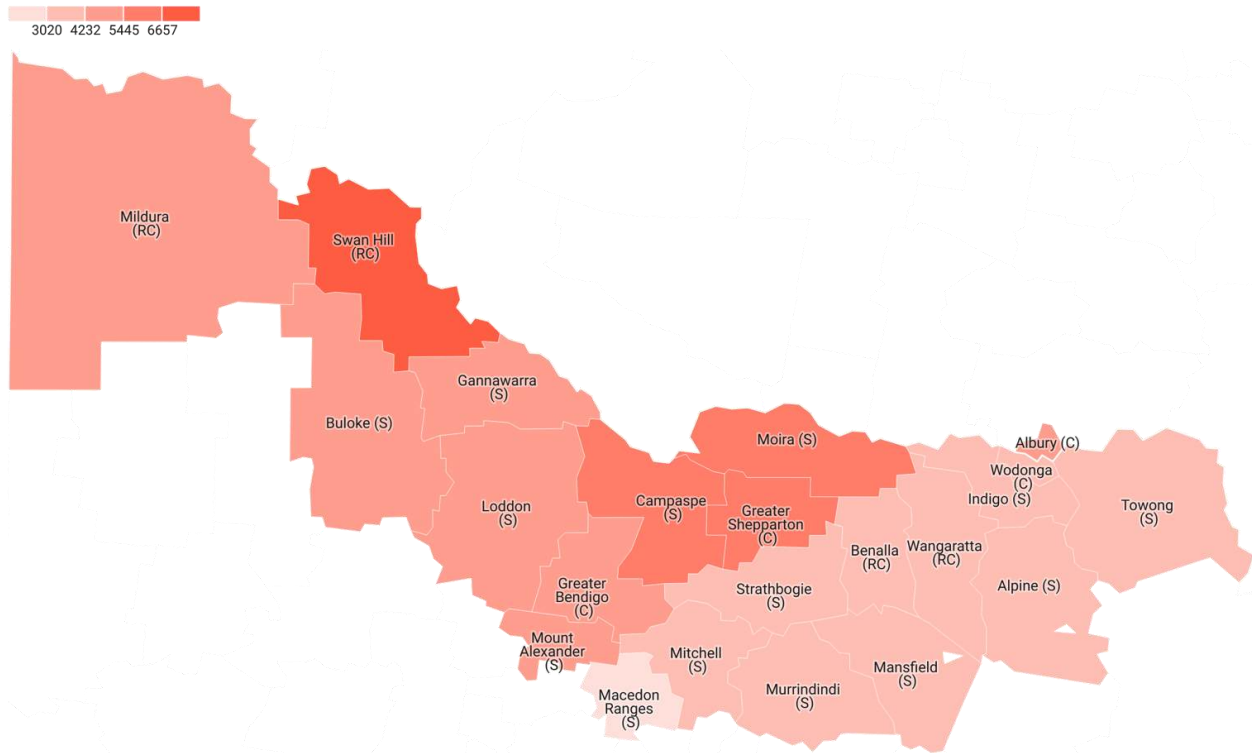 3020 4232 5445 6657
Mildura
(RC)
Swan Hill
(RC)
Gannawarra
(S)
Buloke (S)
Moira (S)
Albury (C)
Wodonga
(C)
Indigo (S)
Towong
(S)
Loddon
(S)
Campaspe
(S)
Greater
Shepparton
(C)
Benalla
(RC)
Wangaratta
(RC)
Alpine (S)
Greater
Bendigo
(C)
Strathbogie
(S)
Mount
Alexander
(S)
Mitchell
(S)
Mansfield
(S)
Murrindindi
(S)
Macedon
Ranges
(S)